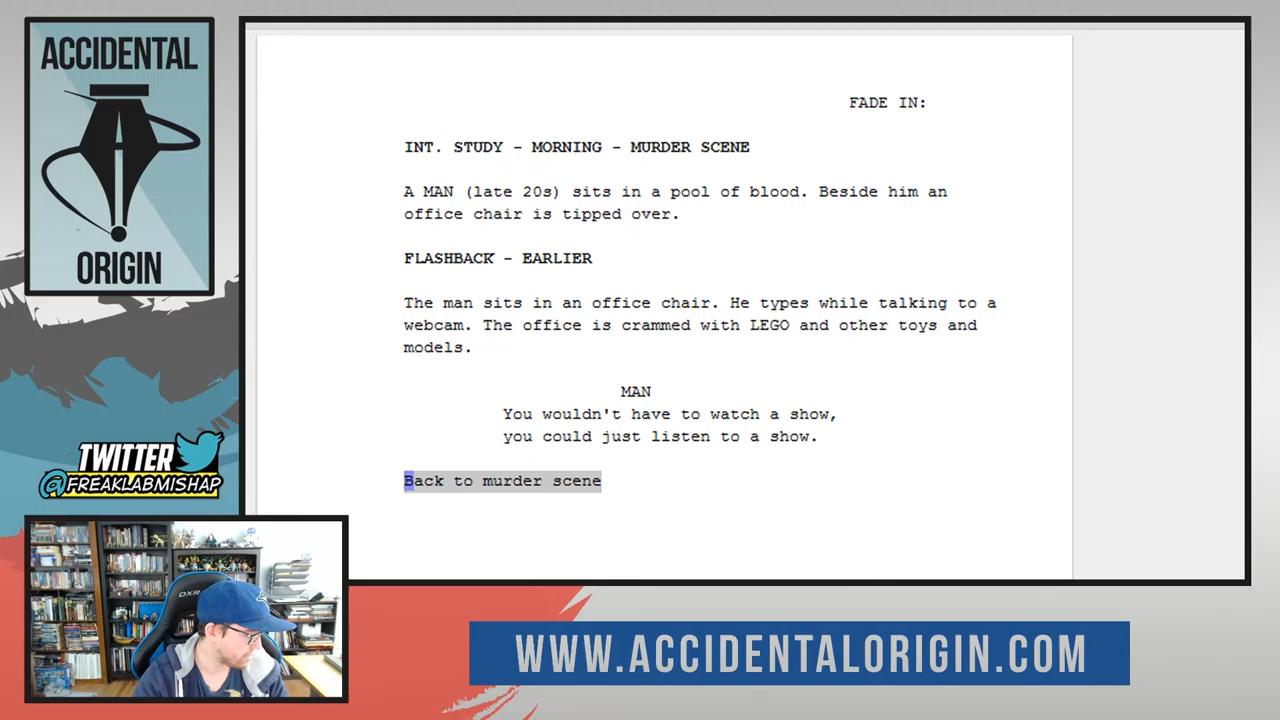 ACCIDENTAL
ORIGIN
FADE IN:
INT. STUDY - MORNING - MURDER SCENE
A MAN (late 20s) sits in a pool of blood. Beside him an
office chair is tipped over.
FLASHBACK - EARLIER
The man sits in an office chair. He types while talking to a
webcam. The office is crammed with LEGO and other toys and
models.
MAN
You wouldn't have to watch a show,
you could just listen to a show.
Back to murder scene
TWITTER
@FREAKLABMISHAP
DXR
WWW.ACCIDENTALORIGIN.COM